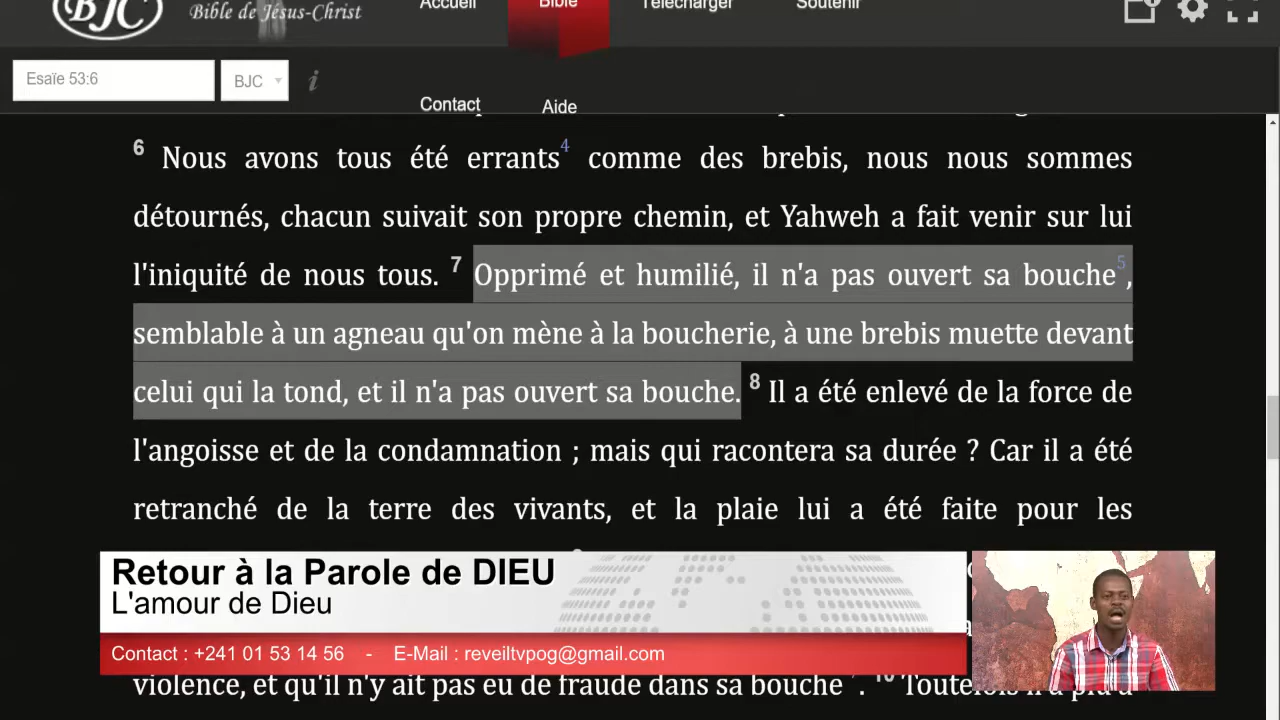 BJC
Bible de Jésus-Christ
Accueil
Bible
Télécharger
Soutenir
Esaïe 53:6
BJC
i
Contact
Aide
6 Nous avons tous été errants4 comme des brebis, nous nous sommes
détournés, chacun suivait son propre chemin, et Yahweh a fait venir sur lui
l'iniquité de nous tous. 7 Opprimé et humilié, il n'a pas ouvert sa bouche5,
semblable à un agneau qu'on mène à la boucherie, à une brebis muette devant
celui qui la tond, et il n'a pas ouvert sa bouche. 8 Il a été enlevé de la force de
l'angoisse et de la condamnation ; mais qui racontera sa durée ? Car il a été
retranché de la terre des vivants, et la plaie lui a été faite pour les
Retour à la Parole de DIEU
L'amour de Dieu
Contact : +241 01 53 14 56 - E-Mail : reveiltvpog@gmail.com
violence, et qu'il n'y ait pas eu de fraude dans sa bouche . 10 Toutefois il a plu à